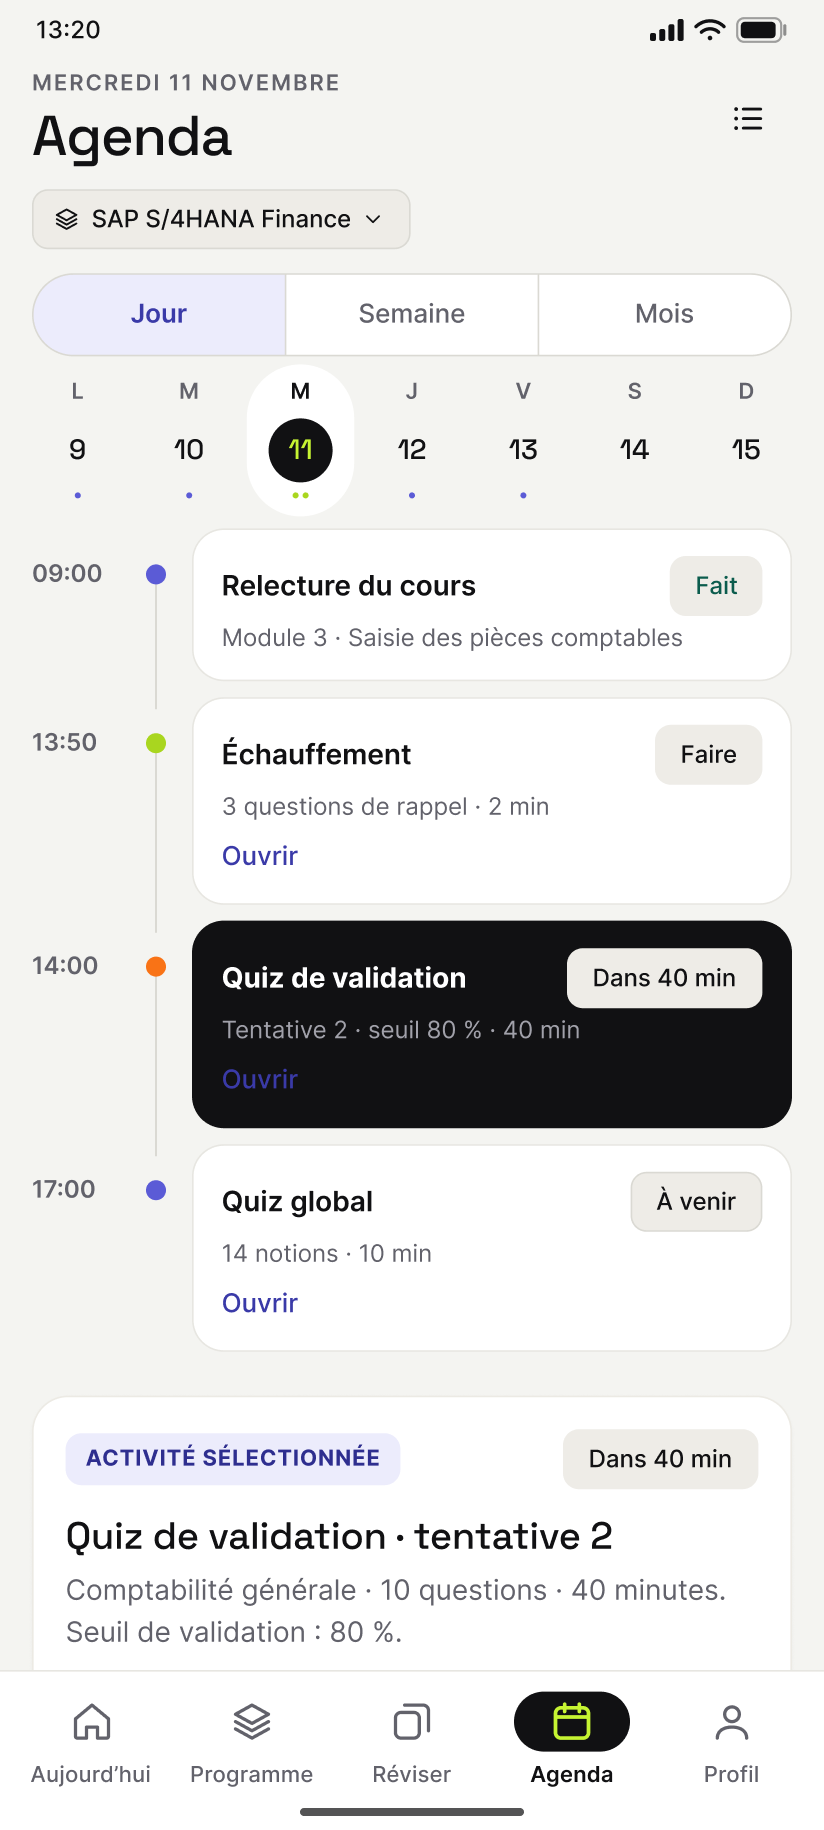 13:20
MERCREDI 11 NOVEMBRE
Agenda
SAP S/4HANA Finance
Jour Semaine Mois
L M M J V S D
9 10 11 12 13 14 15
09:00
Relecture du cours
Fait
Module 3 · Saisie des pièces comptables
13:50
Échauffement
Faire
3 questions de rappel · 2 min
Ouvrir
14:00
Quiz de validation
Dans 40 min
Tentative 2 · seuil 80 % · 40 min
Ouvrir
17:00
Quiz global
À venir
14 notions · 10 min
Ouvrir
ACTIVITÉ SÉLECTIONNÉE
Dans 40 min
Quiz de validation · tentative 2
Comptabilité générale · 10 questions · 40 minutes.
Seuil de validation : 80 %.
Aujourd’hui Programme Réviser Agenda Profil